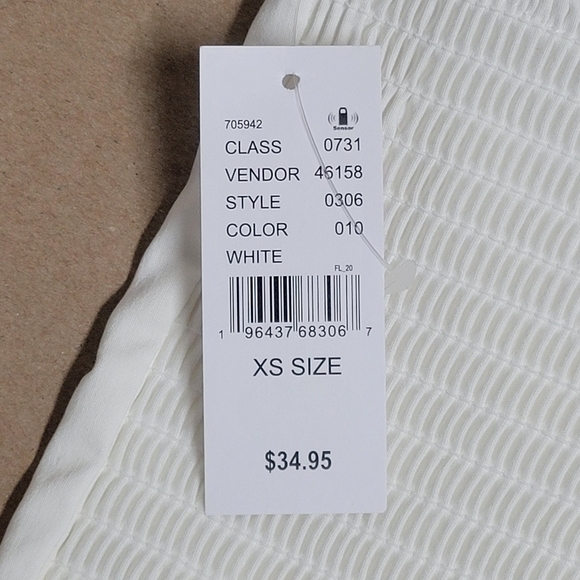 705942
Sensor
CLASS 0731
VENDOR 46158
STYLE 0306
COLOR 010
WHITE
FL_20
1 96437 68306 7
XS SIZE
$34.95